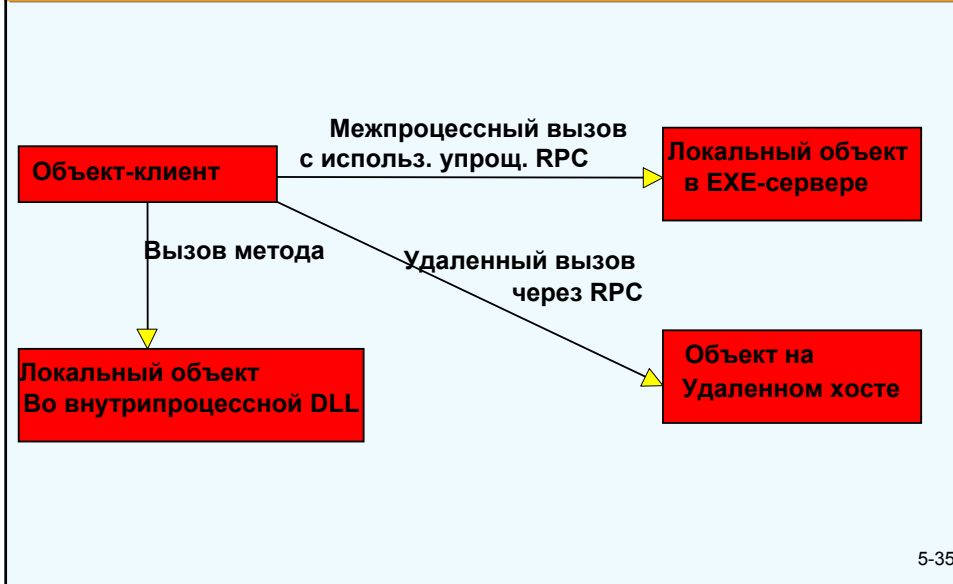 Межпроцессный вызов
с использ. упрощ. RPC
Объект-клиент
Локальный объект
в EXE-сервере
Вызов метода
Удаленный вызов
через RPC
Локальный объект
Во внутрипроцессной DLL
Объект на
Удаленном хосте
5-35